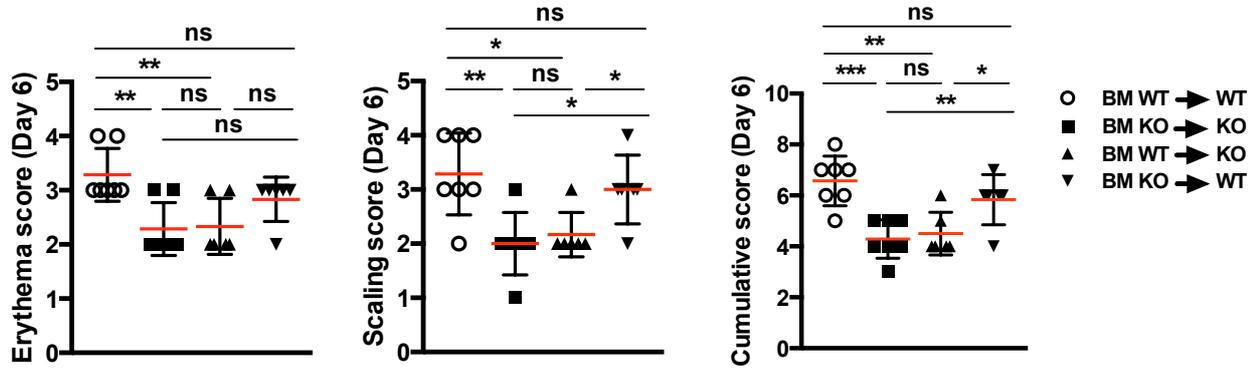 ns
**
** ns ns
ns
Erythema score (Day 6)
5
4
3
2
1
0
ns
*
** ns *
*
Scaling score (Day 6)
5
4
3
2
1
0
ns
**
*** ns *
**
Cumulative score (Day 6)
10
8
6
4
2
0
BM WT → WT
BM KO → KO
BM WT → KO
BM KO → WT